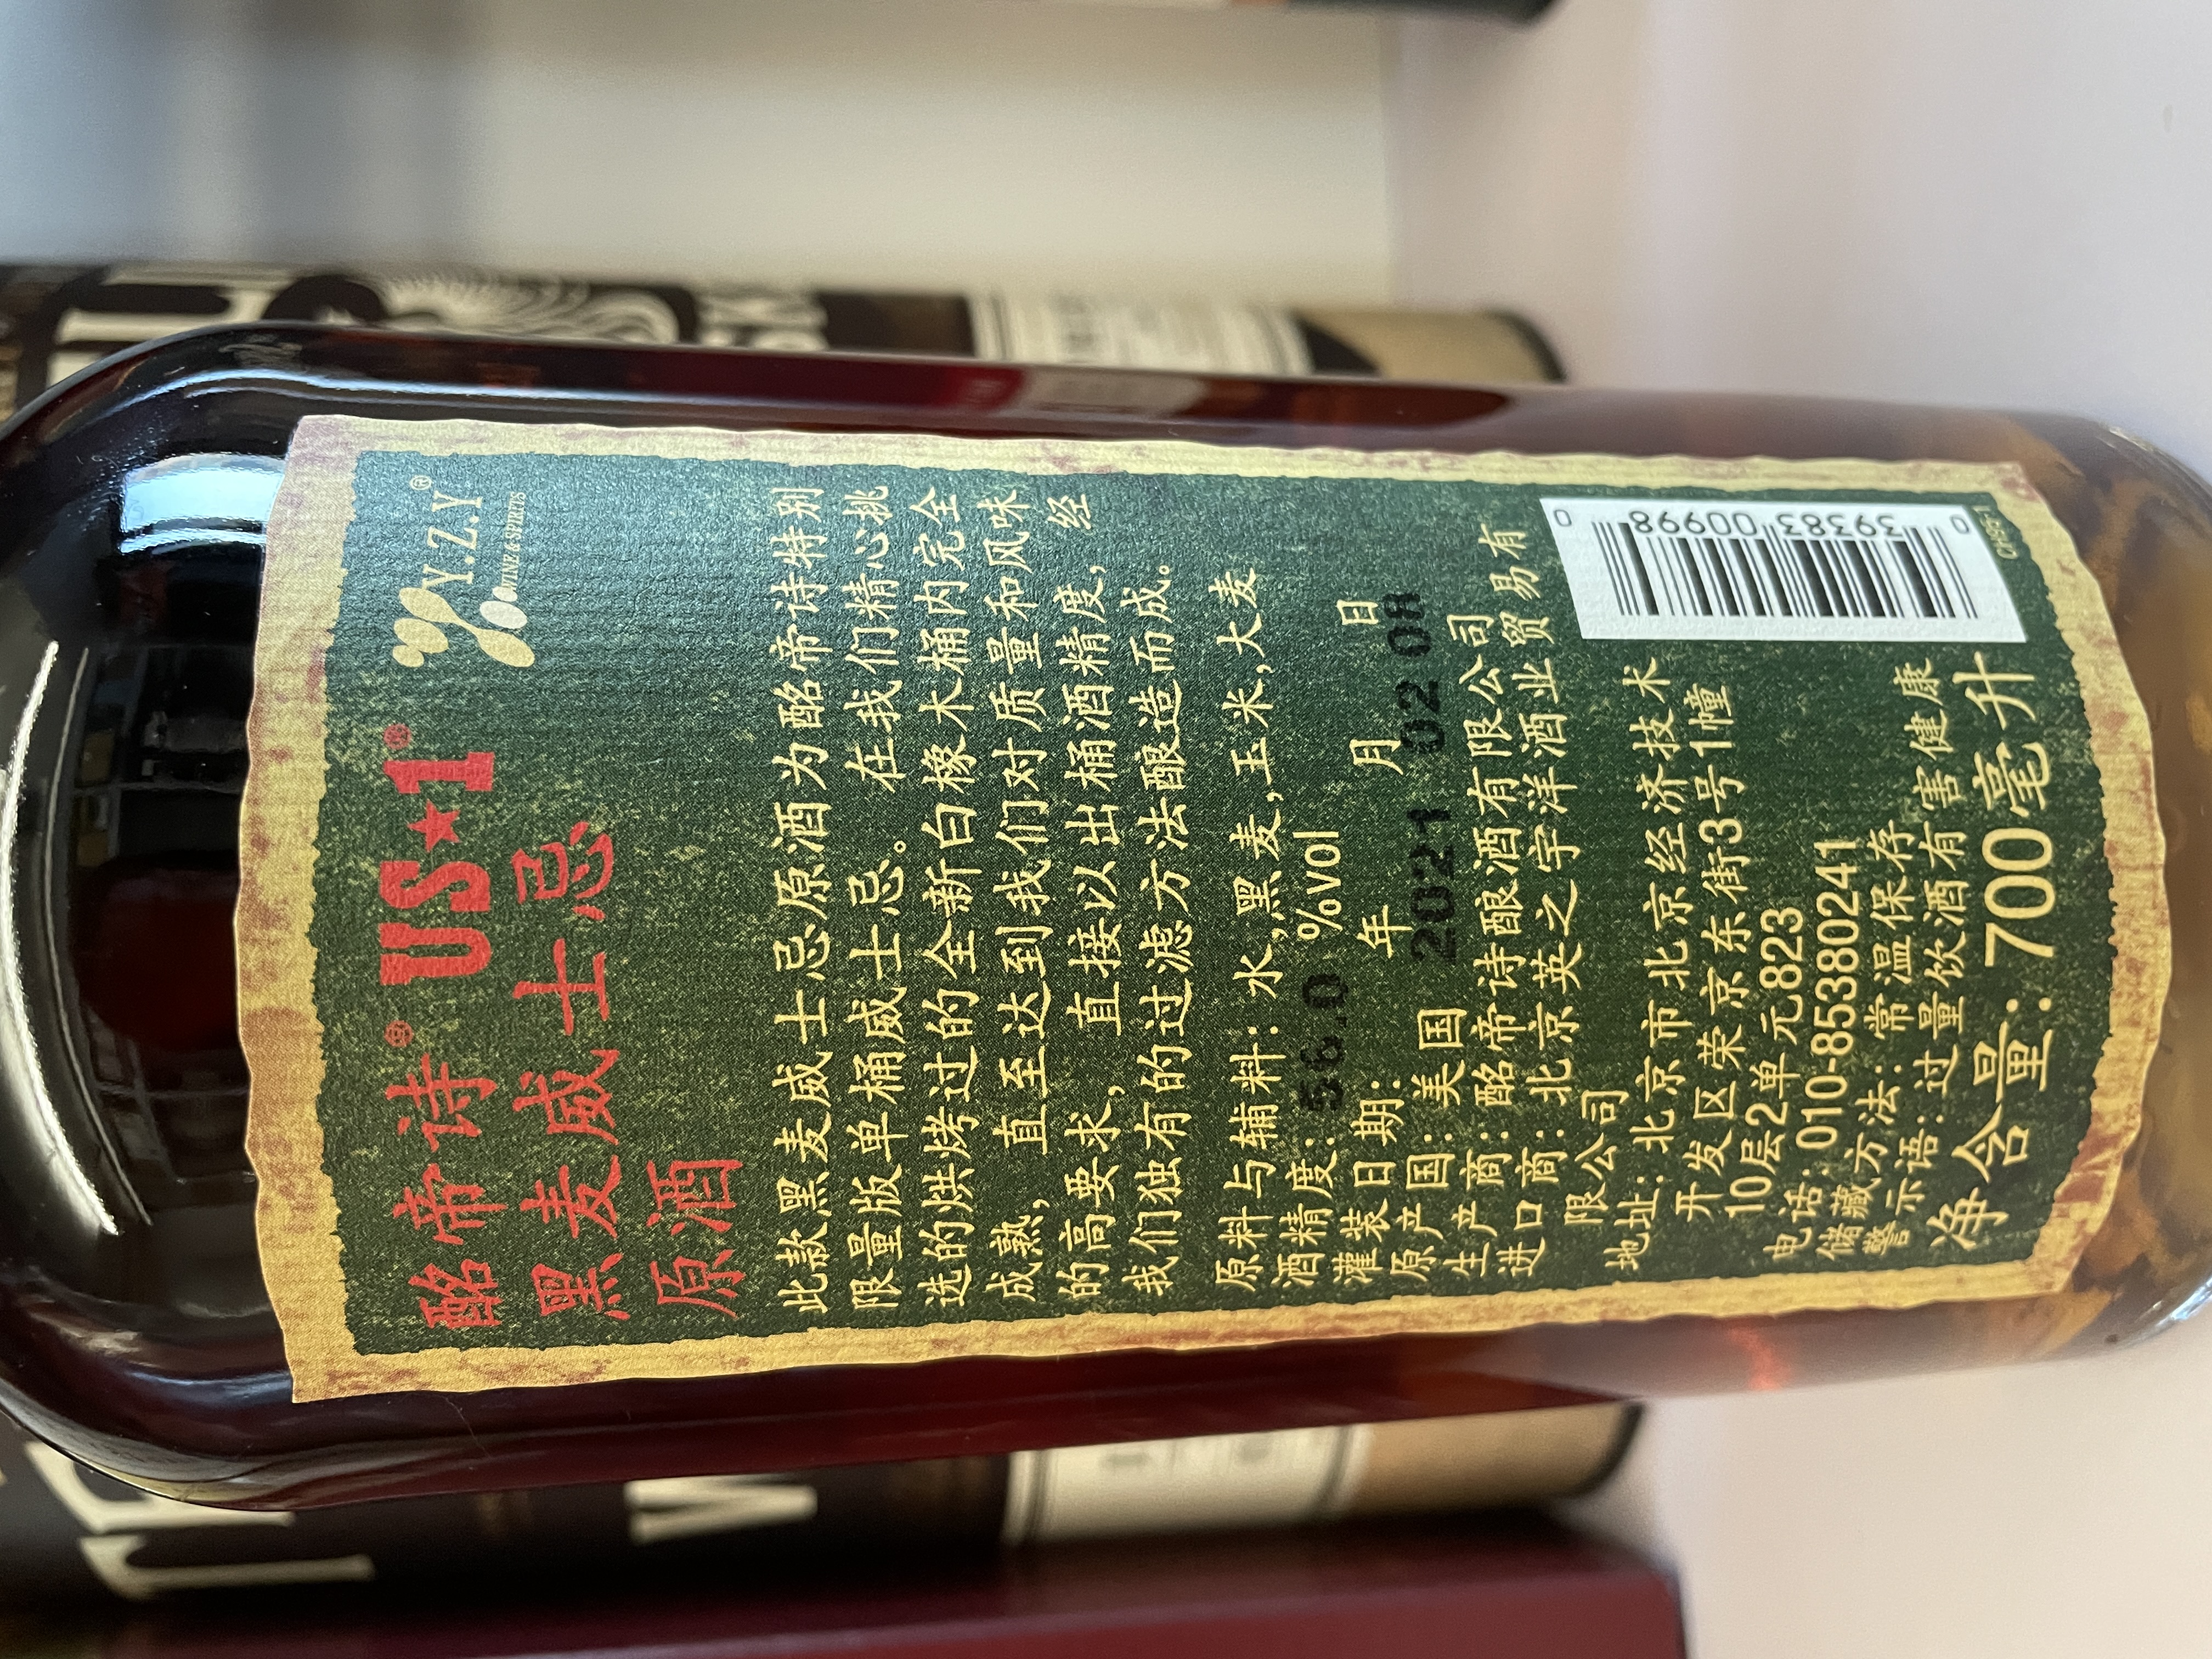 酩帝诗® US★1®
Y.Z.Y®
WINE & SPIRITS
黑麦威士忌
原酒
此款黑麦威士忌原酒为酩帝诗特别
限量版单桶威士忌。 在我们精心挑
选的烘烤过的全新白橡木桶内完全
成熟， 直至达到我们对质量和风味
的高要求， 直接以出桶酒精度， 经
我们独有的过滤方法酿造而成。
原料与辅料: 水,黑麦,玉米,大麦
酒精度: 56.0 %vol
灌装日期: 年 月 日
2021 02 08
原产国: 美国
生产商: 酩帝诗酿酒有限公司
进口商: 北京英之宇洋酒业贸易有
限公司
地址: 北京市北京经济技术
开发区荣京东街3号1幢
10层2单元823
电话: 010-85380241
储藏方法: 常温保存
警示语: 过量饮酒有害健康
净含量: 700毫升
0 39383 00998 0